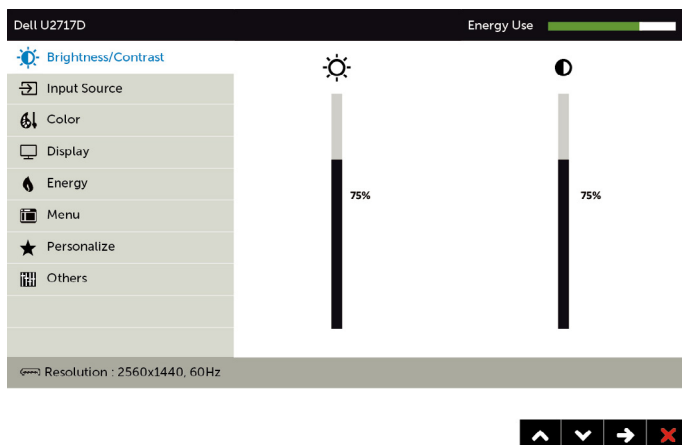 Dell U2717D
Energy Use
Brightness/Contrast
Input Source
Color
Display
Energy
Menu
Personalize
Others
75%
75%
Resolution : 2560x1440, 60Hz